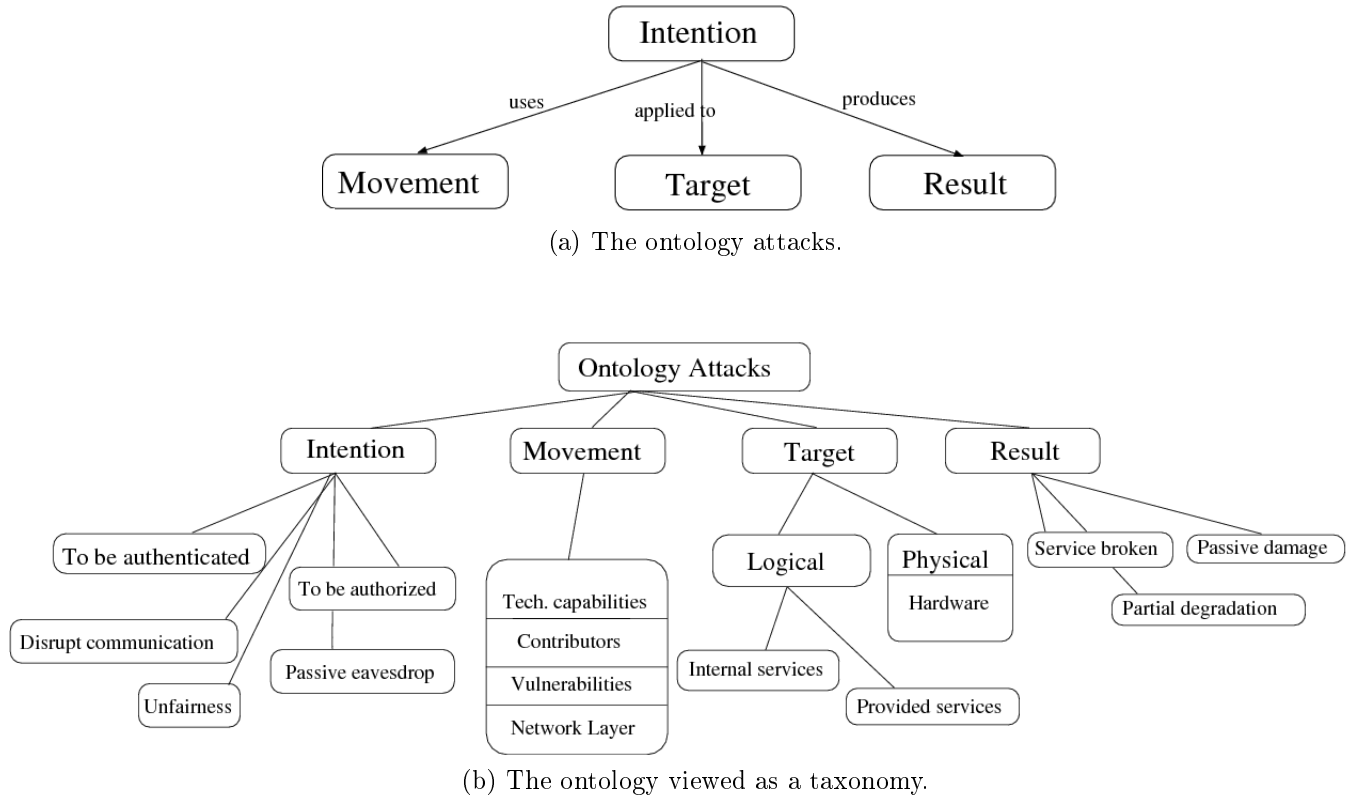 Intention
uses
applied to
produces
Movement
Target
Result
(a) The ontology attacks.
Ontology Attacks
Intention
Movement
Target
Result
To be authenticated
To be authorized
Disrupt communication
Passive eavesdrop
Unfairness
Tech. capabilities
Contributors
Vulnerabilities
Network Layer
Logical
Physical
Hardware
Internal services
Provided services
Service broken
Passive damage
Partial degradation
(b) The ontology viewed as a taxonomy.